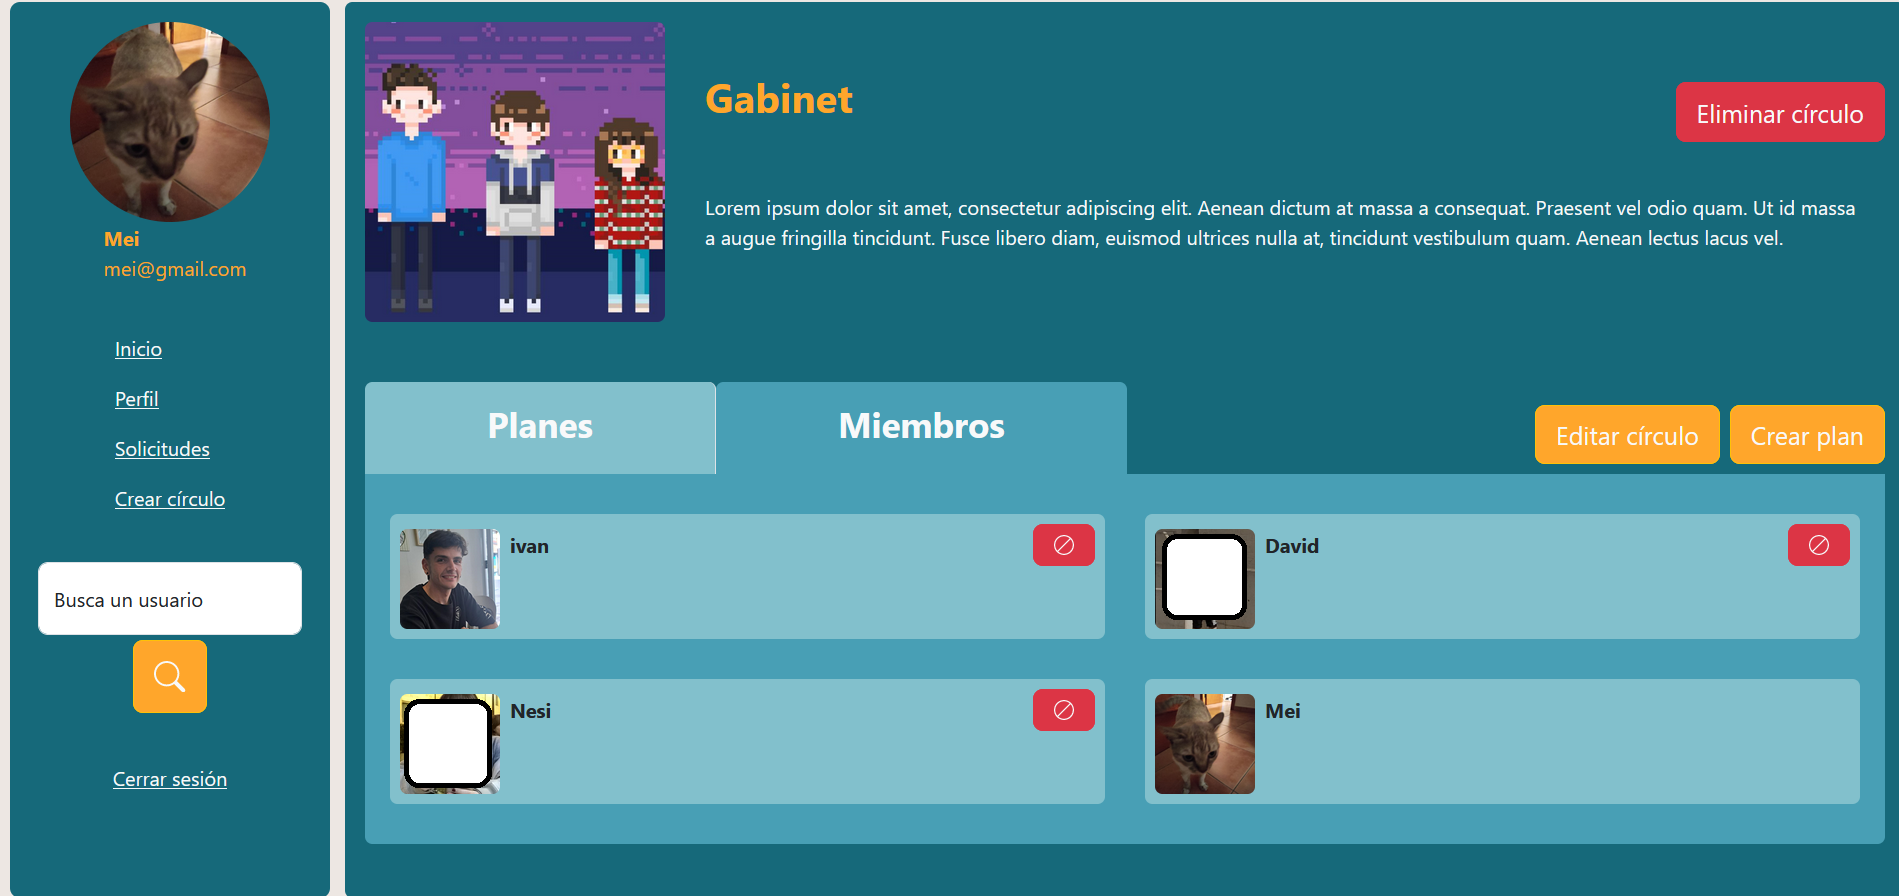 Mei
mei@gmail.com
Inicio
Perfil
Solicitudes
Crear círculo
Busca un usuario
Cerrar sesión
Gabinet
Eliminar círculo
Lorem ipsum dolor sit amet, consectetur adipiscing elit. Aenean dictum at massa a consequat. Praesent vel odio quam. Ut id massa
a augue fringilla tincidunt. Fusce libero diam, euismod ultrices nulla at, tincidunt vestibulum quam. Aenean lectus lacus vel.
Planes
Miembros
Editar círculo
Crear plan
ivan
David
Nesi
Mei